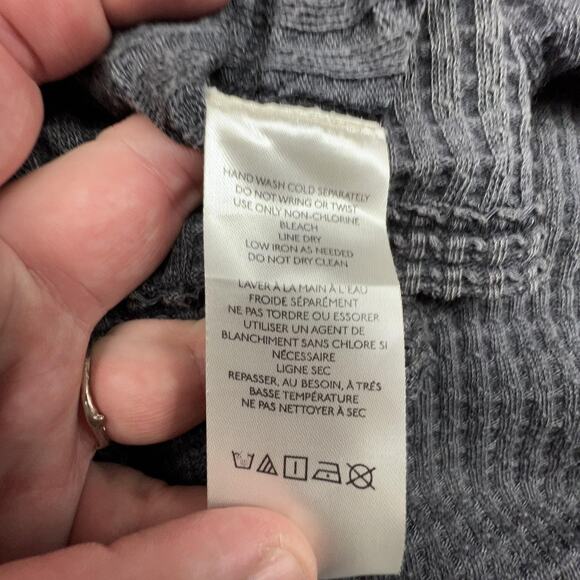 HAND WASH COLD SEPARATELY
DO NOT WRING OR TWIST
USE ONLY NON-CHLORINE
BLEACH
LINE DRY
LOW IRON AS NEEDED
DO NOT DRY CLEAN
LAVER À LA MAIN À L'EAU
FROIDE SÉPARÉMENT
NE PAS TORDRE OU ESSORER
UTILISER UN AGENT DE
BLANCHIMENT SANS CHLORE SI
NÉCESSAIRE
LIGNE SEC
REPASSER, AU BESOIN, À TRÉS
BASSE TEMPÉRATURE
NE PAS NETTOYER À SEC